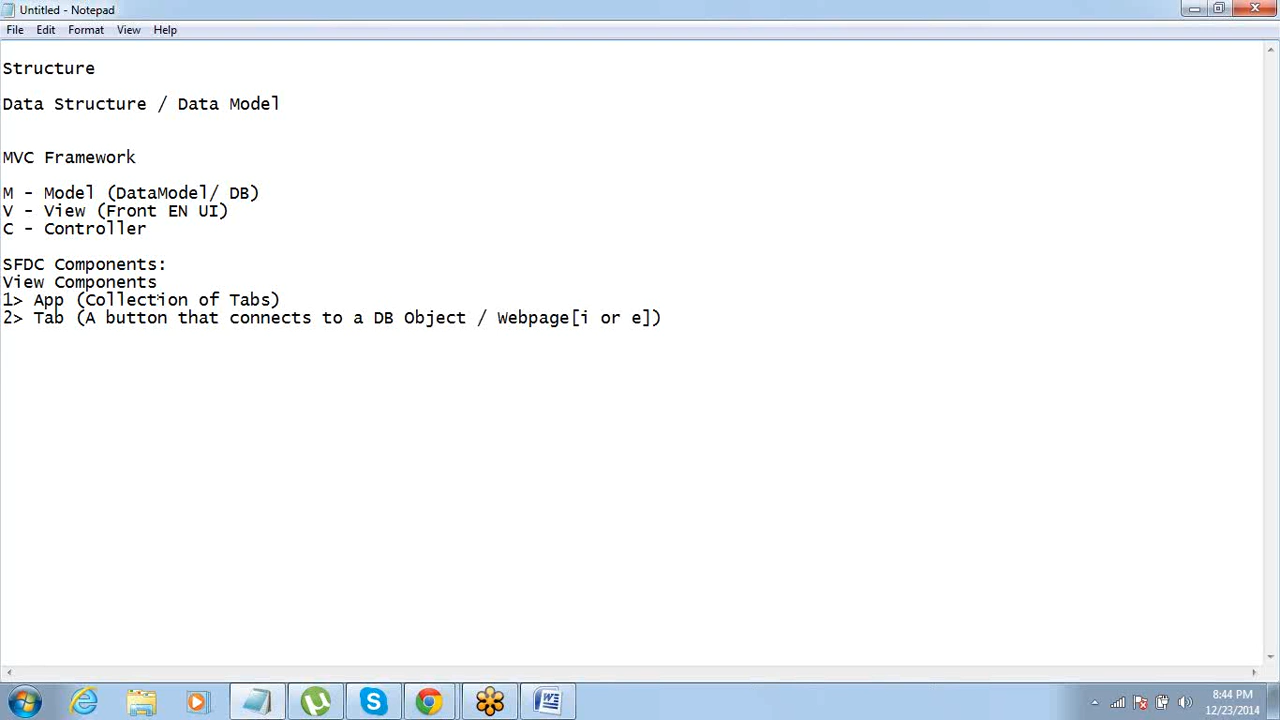 Untitled - Notepad
File Edit Format View Help
Structure
Data Structure / Data Model
MVC Framework
M - Model (DataModel/ DB)
V - View (Front EN UI)
C - Controller
SFDC Components:
View Components
1> App (Collection of Tabs)
2> Tab (A button that connects to a DB Object / Webpage[i or e])
8:44 PM
12/23/2014